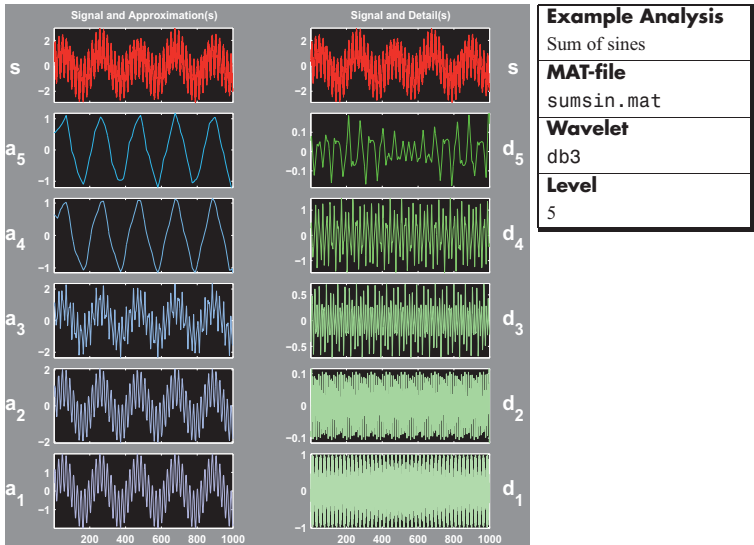 Signal and Approximation(s)
Signal and Detail(s)
s
2
0
−2
2
0
−2
s
a5
1
0
−1
0.1
0
−0.1
d5
a4
1
0
−1
1
0
−1
d4
a3
2
0
−2
0.5
0
−0.5
d3
a2
2
0
−2
0.1
0
−0.1
d2
a1
1
0
−1
1
0
−1
d1
200 400 600 800 1000
200 400 600 800 1000
Example Analysis
Sum of sines
MAT-file
sumsin.mat
Wavelet
db3
Level
5